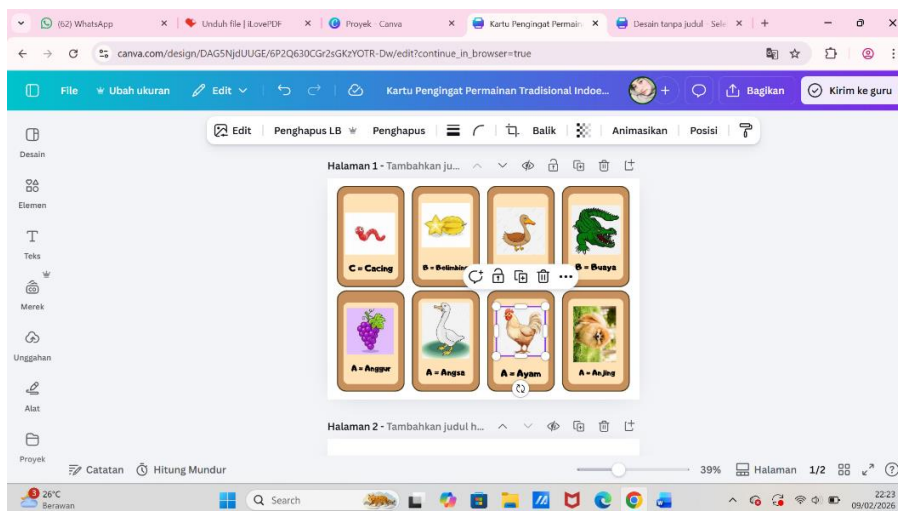 (62) WhatsApp
Unduh file | iLovePDF
Proyek - Canva
Kartu Pengingat Permain
Desain tanpa judul - Sele
canva.com/design/DAG5NjdUUGE/6P2Q630CGr2sGKzYOTR-Dw/edit?continue_in_browser=true
File
Ubah ukuran
Edit
Kartu Pengingat Permainan Tradisional Indoe...
Bagikan
Kirim ke guru
Edit
Penghapus LB
Penghapus
Balik
Animasikan
Posisi
Desain
Elemen
Teks
Merek
Unggahan
Alat
Proyek
Halaman 1 - Tambahkan ju...
C = Cacing
B = Belimbing
B = Buaya
A = Anggur
A = Angsa
A = Ayam
A = Anjing
Halaman 2 - Tambahkan judul h...
Catatan
Hitung Mundur
39%
Halaman
1/2
3
26°C
Berawan
Search
22:23
09/02/2026